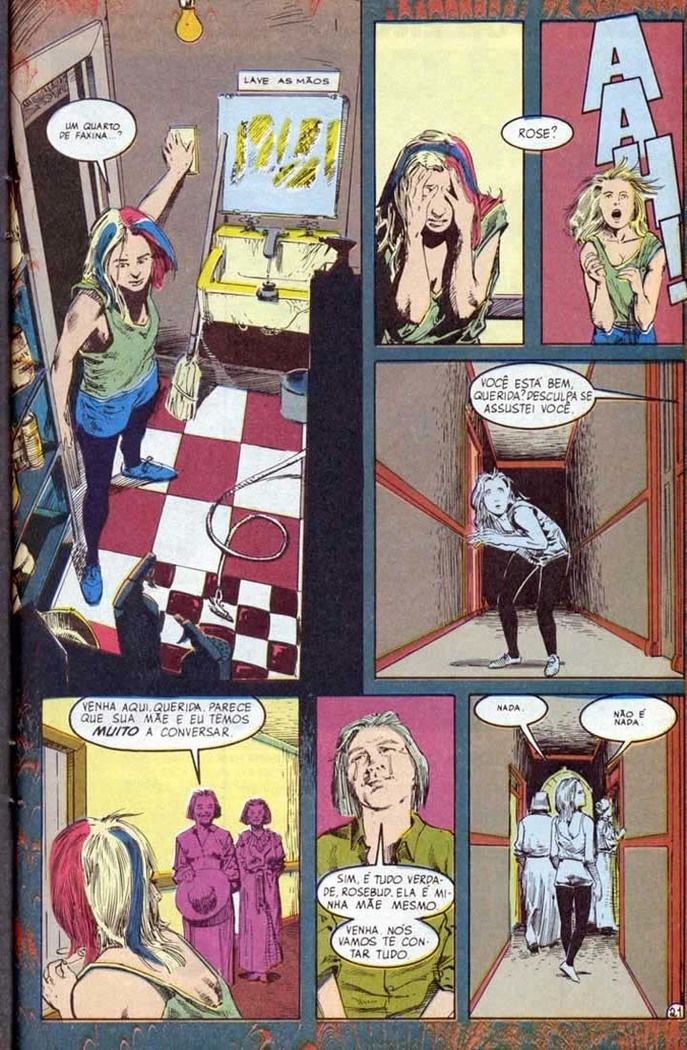 UM QUARTO
DE FAXINA...?
LAVE AS MÃOS
ROSE?
AAA!!
VOCÊ ESTÁ BEM,
QUERIDA? DESCULPA SE
ASSUSTEI VOCÊ.
VENHA AQUI, QUERIDA. PARECE
QUE SUA MÃE E EU TEMOS
MUITO A CONVERSAR.
SIM, É TUDO VERDA-
DE, ROSEBUD. ELA É MI-
NHA MÃE MESMO.
VENHA. NÓS
VAMOS TE CON-
TAR TUDO.
NADA.
NÃO É
NADA.
21